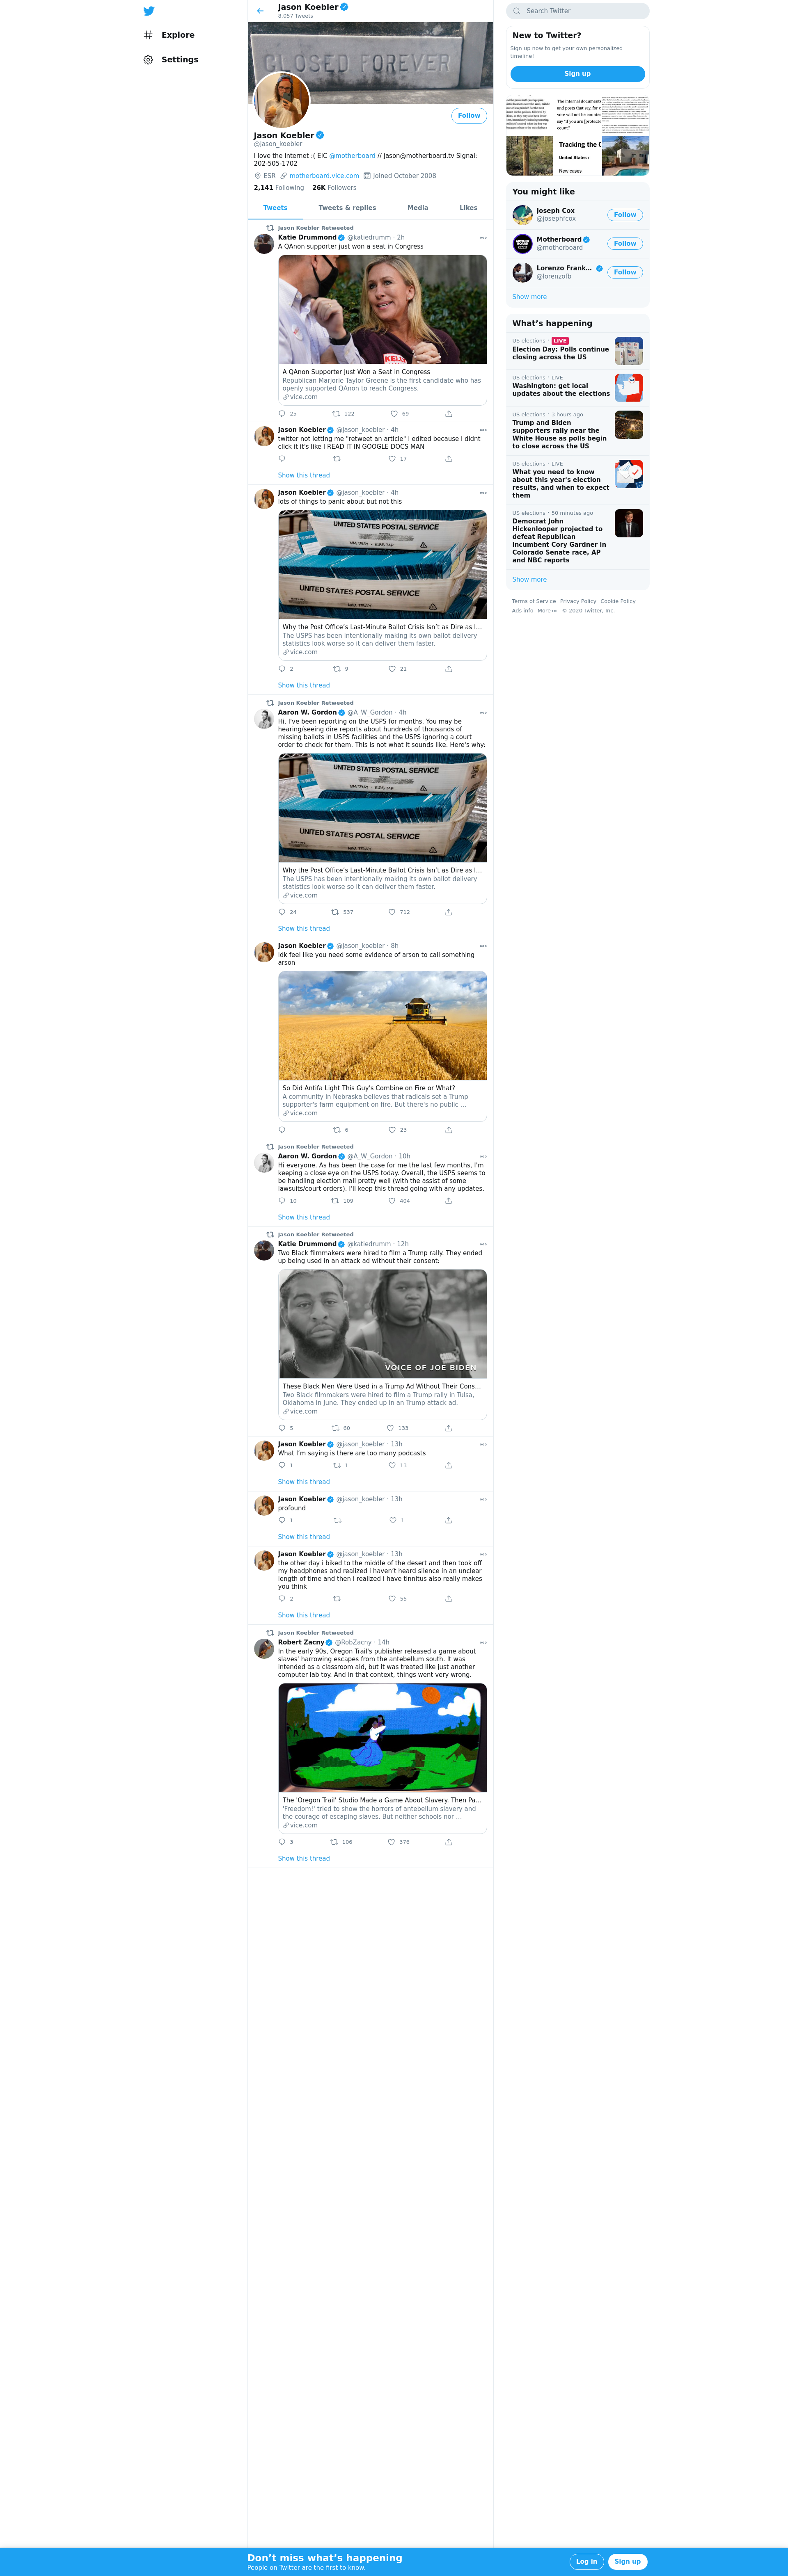 Explore
Settings
Jason Koebler
8,057 Tweets
CLOSED FOREVER
Follow
Jason Koebler
@jason_koebler
I love the internet :( EIC @motherboard // jason@motherboard.tv Signal:
202-505-1702
ESR motherboard.vice.com Joined October 2008
2,141 Following 26K Followers
Tweets Tweets & replies Media Likes
Jason Koebler Retweeted
Katie Drummond @katiedrumm · 2h
A QAnon supporter just won a seat in Congress
A QAnon Supporter Just Won a Seat in Congress
Republican Marjorie Taylor Greene is the first candidate who has
openly supported QAnon to reach Congress.
vice.com
25 122 69
Jason Koebler @jason_koebler · 4h
twitter not letting me "retweet an article" i edited because i didnt
click it it's like I READ IT IN GOOGLE DOCS MAN
17
Show this thread
Jason Koebler @jason_koebler · 4h
lots of things to panic about but not this
UNITED STATES POSTAL SERVICE
UNITED STATES POSTAL SERVICE
Why the Post Office's Last-Minute Ballot Crisis Isn't as Dire as I...
The USPS has been intentionally making its own ballot delivery
statistics look worse so it can deliver them faster.
vice.com
2 9 21
Show this thread
Jason Koebler Retweeted
Aaron W. Gordon @A_W_Gordon · 4h
Hi. I've been reporting on the USPS for months. You may be
hearing/seeing dire reports about hundreds of thousands of
missing ballots in USPS facilities and the USPS ignoring a court
order to check for them. This is not what it sounds like. Here's why:
UNITED STATES POSTAL SERVICE
UNITED STATES POSTAL SERVICE
Why the Post Office's Last-Minute Ballot Crisis Isn't as Dire as I...
The USPS has been intentionally making its own ballot delivery
statistics look worse so it can deliver them faster.
vice.com
24 537 712
Show this thread
Jason Koebler @jason_koebler · 8h
idk feel like you need some evidence of arson to call something
arson
So Did Antifa Light This Guy's Combine on Fire or What?
A community in Nebraska believes that radicals set a Trump
supporter's farm equipment on fire. But there's no public ...
vice.com
6 23
Jason Koebler Retweeted
Aaron W. Gordon @A_W_Gordon · 10h
Hi everyone. As has been the case for me the last few months, I'm
keeping a close eye on the USPS today. Overall, the USPS seems to
be handling election mail pretty well (with the assist of some
lawsuits/court orders). I'll keep this thread going with any updates.
10 109 404
Show this thread
Jason Koebler Retweeted
Katie Drummond @katiedrumm · 12h
Two Black filmmakers were hired to film a Trump rally. They ended
up being used in an attack ad without their consent:
VOICE OF JOE BIDEN
These Black Men Were Used in a Trump Ad Without Their Cons...
Two Black filmmakers were hired to film a Trump rally in Tulsa,
Oklahoma in June. They ended up in an Trump attack ad.
vice.com
5 60 133
Jason Koebler @jason_koebler · 13h
What I'm saying is there are too many podcasts
1 1 13
Show this thread
Jason Koebler @jason_koebler · 13h
profound
1 1
Show this thread
Jason Koebler @jason_koebler · 13h
the other day i biked to the middle of the desert and then took off
my headphones and realized i haven't heard silence in an unclear
length of time and then i realized i have tinnitus also really makes
you think
2 55
Show this thread
Jason Koebler Retweeted
Robert Zacny @RobZacny · 14h
In the early 90s, Oregon Trail's publisher released a game about
slaves' harrowing escapes from the antebellum south. It was
intended as a classroom aid, but it was treated like just another
computer lab toy. And in that context, things went very wrong.
The 'Oregon Trail' Studio Made a Game About Slavery. Then Pa...
'Freedom!' tried to show the horrors of antebellum slavery and
the courage of escaping slaves. But neither schools nor ...
vice.com
3 106 376
Show this thread
Search Twitter
New to Twitter?
Sign up now to get your own personalized
timeline!
Sign up
The internal document
and poste that say, for e
vote will not be counte
say "If you are [protect
count"
Tracking the C
United States
New cases
You might like
Joseph Cox
@josephfcox
Follow
Motherboard
@motherboard
Follow
Lorenzo Frank...
@lorenzofb
Follow
Show more
What's happening
US elections · LIVE
Election Day: Polls continue
closing across the US
US elections · LIVE
Washington: get local
updates about the elections
US elections · 3 hours ago
Trump and Biden
supporters rally near the
White House as polls begin
to close across the US
US elections · LIVE
What you need to know
about this year's election
results, and when to expect
them
US elections · 50 minutes ago
Democrat John
Hickenlooper projected to
defeat Republican
incumbent Cory Gardner in
Colorado Senate race, AP
and NBC reports
Show more
Terms of Service Privacy Policy Cookie Policy
Ads info More © 2020 Twitter, Inc.
Don't miss what's happening
People on Twitter are the first to know.
Log in
Sign up